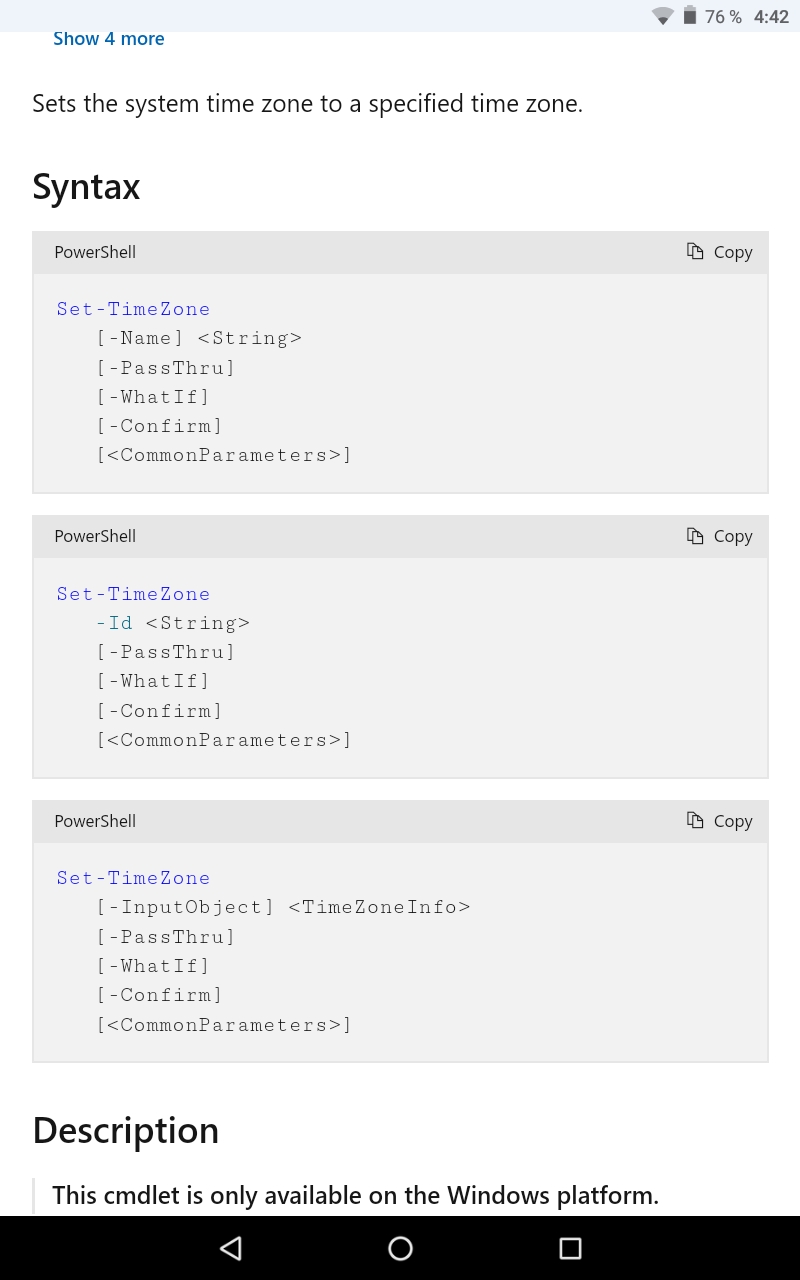 76 % 4:42
Show 4 more
Sets the system time zone to a specified time zone.
Syntax
PowerShell Copy
Set-TimeZone
[-Name] <String>
[-PassThru]
[-WhatIf]
[-Confirm]
[<CommonParameters>]
PowerShell Copy
Set-TimeZone
-Id <String>
[-PassThru]
[-WhatIf]
[-Confirm]
[<CommonParameters>]
PowerShell Copy
Set-TimeZone
[-InputObject] <TimeZoneInfo>
[-PassThru]
[-WhatIf]
[-Confirm]
[<CommonParameters>]
Description
This cmdlet is only available on the Windows platform.